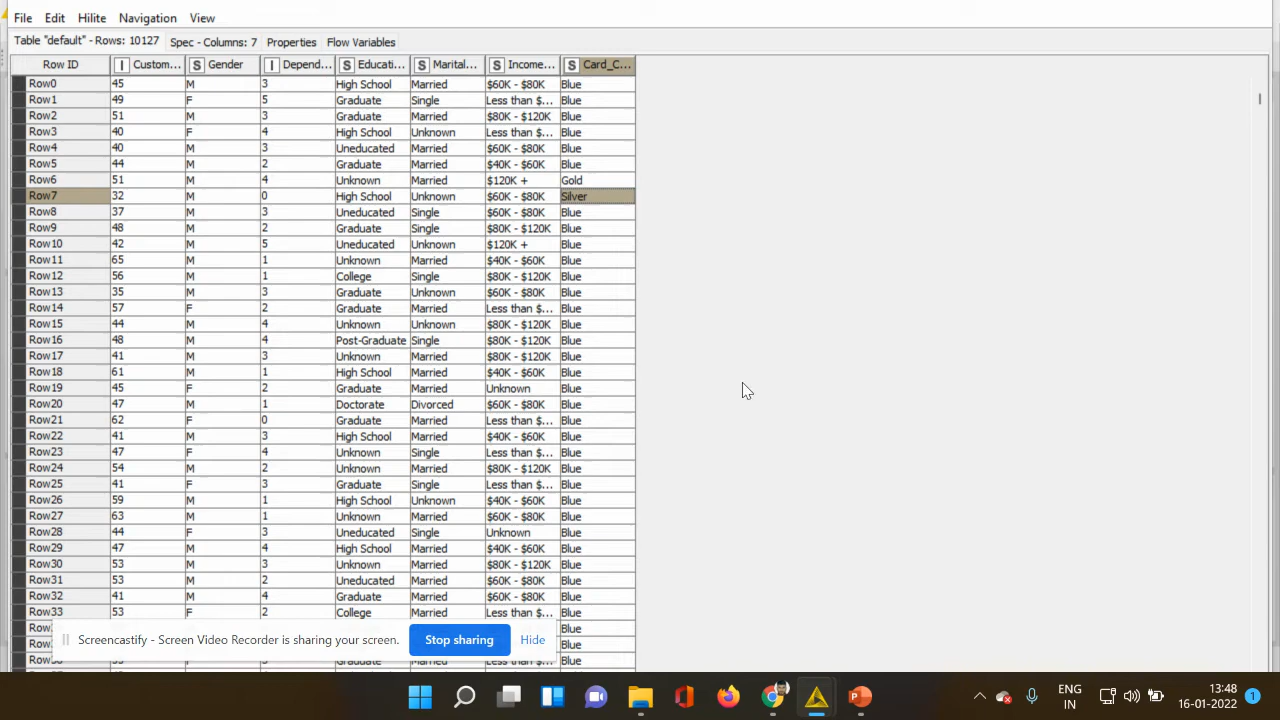 File Edit Hilite Navigation View
Table "default" - Rows: 10127 Spec - Columns: 7 Properties Flow Variables
Row ID I Custom... S Gender I Depend... S Educati... S Marital... S Income... S Card_C...
Row0 45 M 3 High School Married $60K - $80K Blue
Row1 49 F 5 Graduate Single Less than $... Blue
Row2 51 M 3 Graduate Married $80K - $120K Blue
Row3 40 F 4 High School Unknown Less than $... Blue
Row4 40 M 3 Uneducated Married $60K - $80K Blue
Row5 44 M 2 Graduate Married $40K - $60K Blue
Row6 51 M 4 Unknown Married $120K + Gold
Row7 32 M 0 High School Unknown $60K - $80K Silver
Row8 37 M 3 Uneducated Single $60K - $80K Blue
Row9 48 M 2 Graduate Single $80K - $120K Blue
Row10 42 M 5 Uneducated Unknown $120K + Blue
Row11 65 M 1 Unknown Married $40K - $60K Blue
Row12 56 M 1 College Single $80K - $120K Blue
Row13 35 M 3 Graduate Unknown $60K - $80K Blue
Row14 57 F 2 Graduate Married Less than $... Blue
Row15 44 M 4 Unknown Unknown $80K - $120K Blue
Row16 48 M 4 Post-Graduate Single $80K - $120K Blue
Row17 41 M 3 Unknown Married $80K - $120K Blue
Row18 61 M 1 High School Married $40K - $60K Blue
Row19 45 F 2 Graduate Married Unknown Blue
Row20 47 M 1 Doctorate Divorced $60K - $80K Blue
Row21 62 F 0 Graduate Married Less than $... Blue
Row22 41 M 3 High School Married $40K - $60K Blue
Row23 47 F 4 Unknown Single Less than $... Blue
Row24 54 M 2 Unknown Married $80K - $120K Blue
Row25 41 F 3 Graduate Single Less than $... Blue
Row26 59 M 1 High School Unknown $40K - $60K Blue
Row27 63 M 1 Unknown Married $60K - $80K Blue
Row28 44 F 3 Uneducated Single Unknown Blue
Row29 47 M 4 High School Married $40K - $60K Blue
Row30 53 M 3 Unknown Married $80K - $120K Blue
Row31 53 M 2 Uneducated Married $60K - $80K Blue
Row32 41 M 4 Graduate Married $60K - $80K Blue
Row33 53 F 2 College Married Less than $... Blue
Blue
Screencastify - Screen Video Recorder is sharing your screen. Stop sharing Hide
Blue
Blue
ENG 13:48
IN 16-01-2022 1